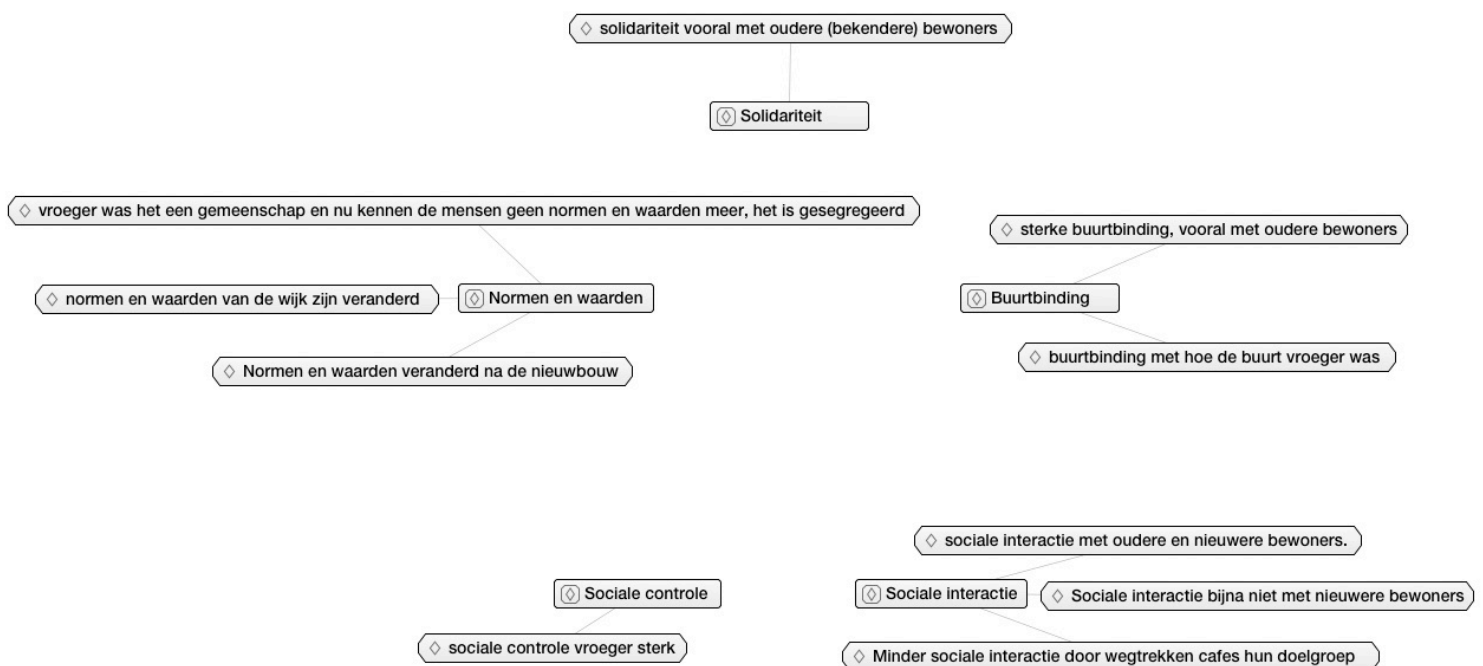 solidariteit vooral met oudere (bekendere) bewoners
Solidariteit
vroeger was het een gemeenschap en nu kennen de mensen geen normen en waarden meer, het is gesegregeerd
sterke buurtbinding, vooral met oudere bewoners
normen en waarden van de wijk zijn veranderd
Normen en waarden
Buurtbinding
buurtbinding met hoe de buurt vroeger was
Normen en waarden veranderd na de nieuwbouw
sociale interactie met oudere en nieuwere bewoners.
Sociale controle
Sociale interactie
Sociale interactie bijna niet met nieuwere bewoners
sociale controle vroeger sterk
Minder sociale interactie door wegtrekken cafes hun doelgroep